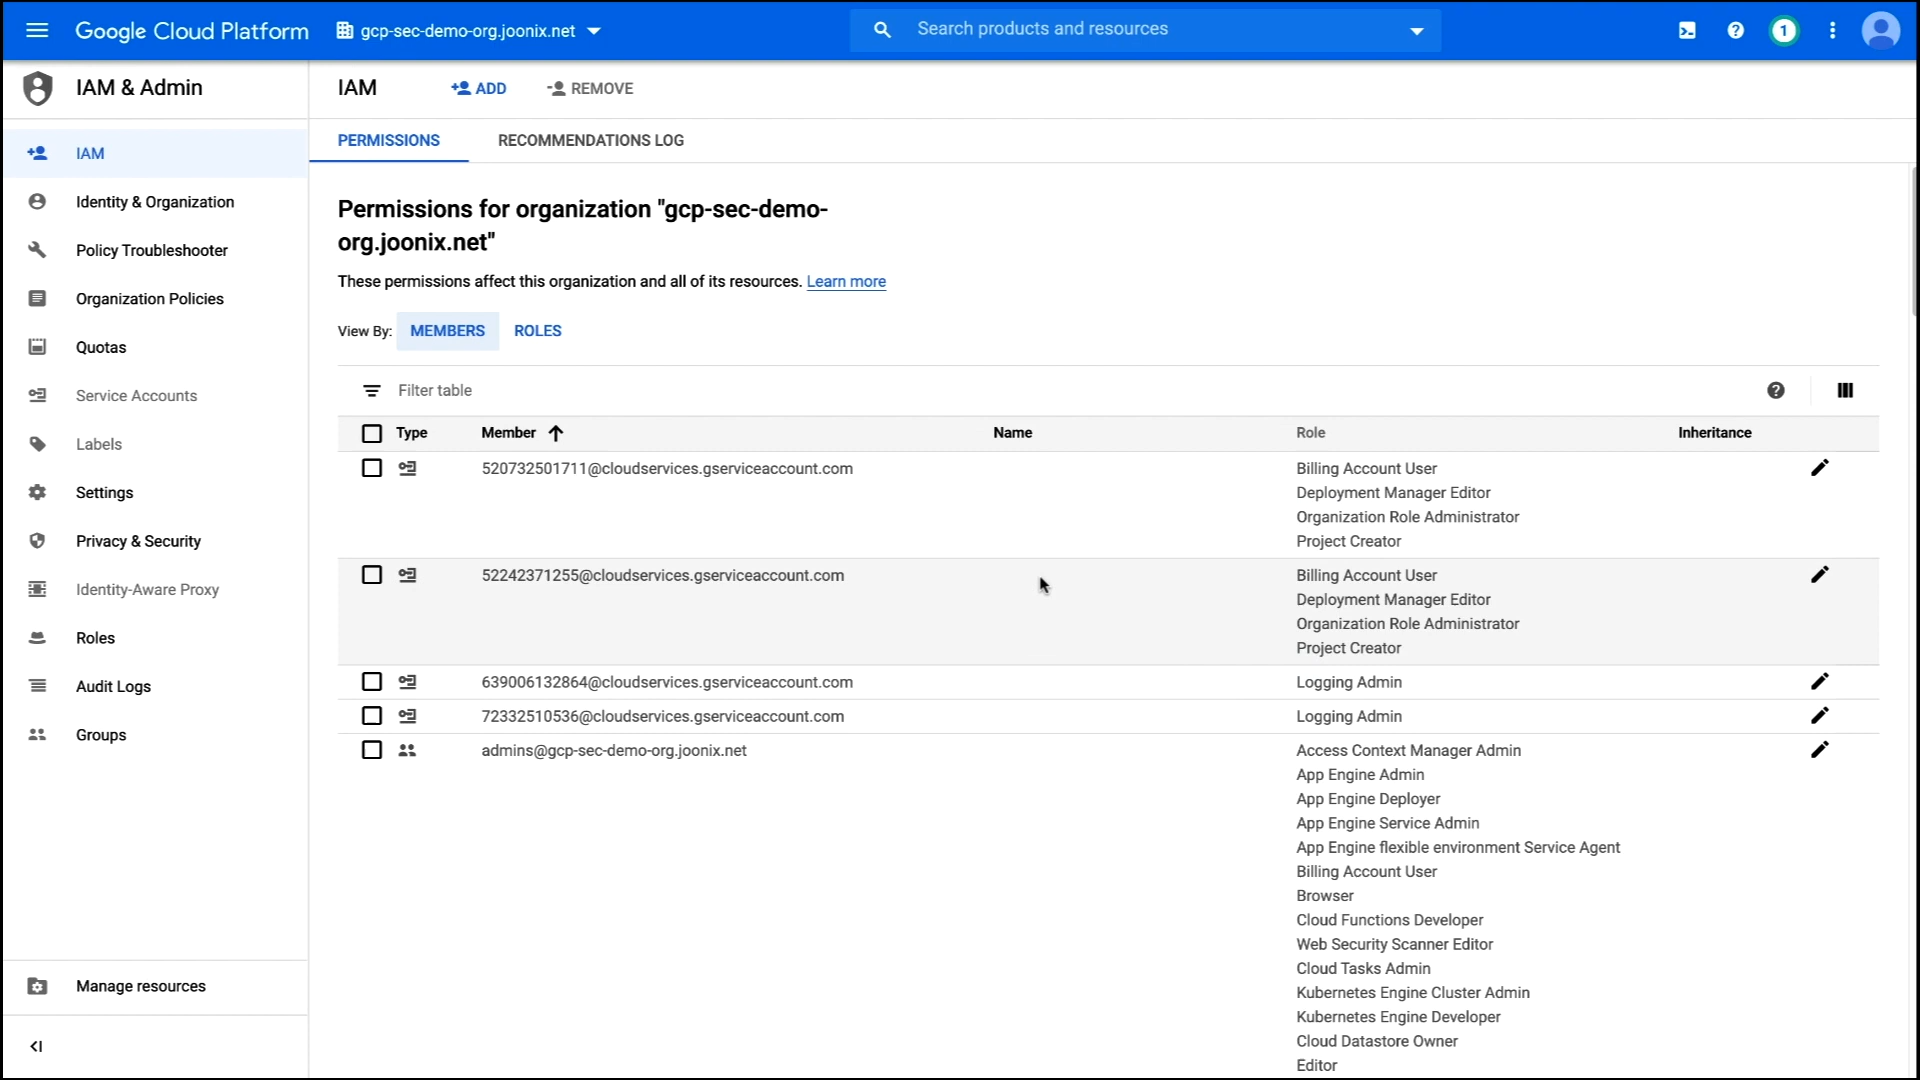 Google Cloud Platform
gcp-sec-demo-org.joonix.net
Search products and resources
1
IAM & Admin
IAM
ADD
REMOVE
PERMISSIONS
RECOMMENDATIONS LOG
IAM
Identity & Organization
Policy Troubleshooter
Organization Policies
Quotas
Service Accounts
Labels
Settings
Privacy & Security
Identity-Aware Proxy
Roles
Audit Logs
Groups
Manage resources
Permissions for organization "gcp-sec-demo-
org.joonix.net"
These permissions affect this organization and all of its resources. Learn more
View By: MEMBERS ROLES
Filter table
Type Member Name Role Inheritance
520732501711@cloudservices.gserviceaccount.com Billing Account User
Deployment Manager Editor
Organization Role Administrator
Project Creator
52242371255@cloudservices.gserviceaccount.com Billing Account User
Deployment Manager Editor
Organization Role Administrator
Project Creator
639006132864@cloudservices.gserviceaccount.com Logging Admin
72332510536@cloudservices.gserviceaccount.com Logging Admin
admins@gcp-sec-demo-org.joonix.net Access Context Manager Admin
App Engine Admin
App Engine Deployer
App Engine Service Admin
App Engine flexible environment Service Agent
Billing Account User
Browser
Cloud Functions Developer
Web Security Scanner Editor
Cloud Tasks Admin
Kubernetes Engine Cluster Admin
Kubernetes Engine Developer
Cloud Datastore Owner
Editor